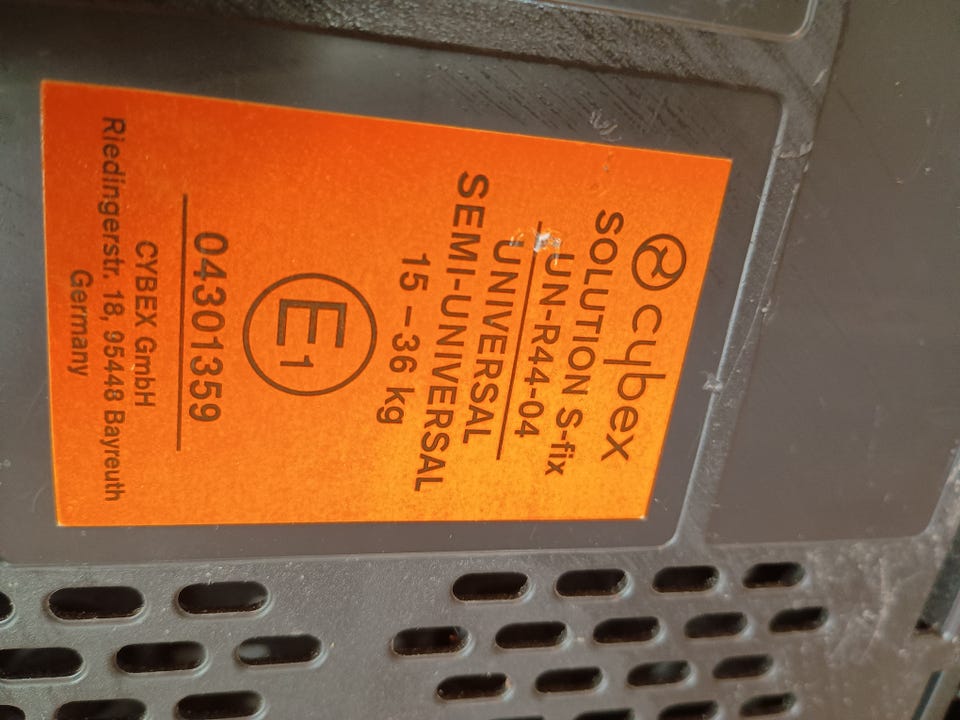 cybex
SOLUTION S-fix
UN-R44-04
UNIVERSAL
SEMI-UNIVERSAL
15 – 36 kg
E1
04301359
CYBEX GmbH
Riedingerstr. 18, 95448 Bayreuth
Germany